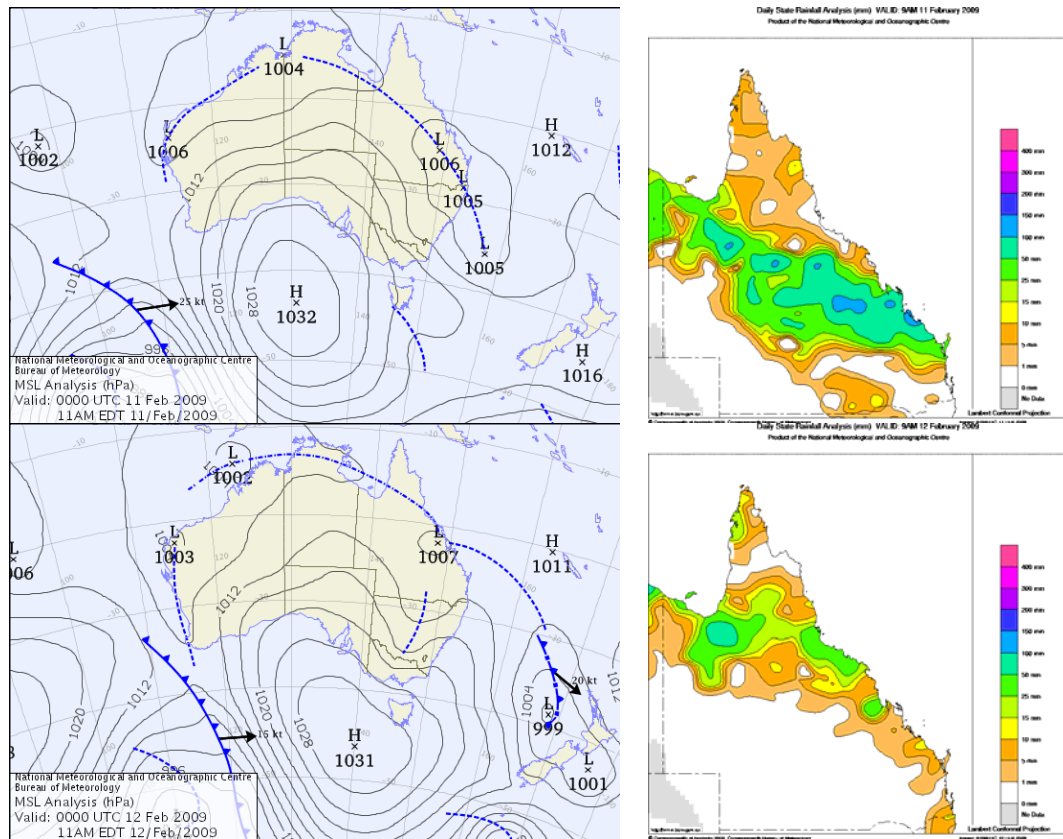 L
1004
L
1002
L
1006
L
1006
H
1012
L
1005
L
1005
1012
1012
1020
1028
H
1032
25 kt
H
1016
National Meteorological and Oceanographic Centre
Bureau of Meteorology
MSL Analysis (hPa)
Valid: 0000 UTC 11 Feb 2009
11AM EDT 11/Feb/2009
Daily State Rainfall Analysis (mm) VALID: 9AM 11 February 2009
Product of the National Meteorological and Oceanographic Centre
400 mm
300 mm
200 mm
150 mm
100 mm
50 mm
25 mm
15 mm
10 mm
5 mm
1 mm
0 mm
No Data
Lambert Conformal Projection
L
1002
L
1003
L
1007
H
1011
L
006
1012
1012
1012
1020
1020
1028
1004
20 kt
15 kt
L
999
L
1001
H
1031
National Meteorological and Oceanographic Centre
Bureau of Meteorology
MSL Analysis (hPa)
Valid: 0000 UTC 12 Feb 2009
11AM EDT 12/Feb/2009
Daily State Rainfall Analysis (mm) VALID: 9AM 12 February 2009
Product of the National Meteorological and Oceanographic Centre
400 mm
300 mm
200 mm
150 mm
100 mm
50 mm
25 mm
15 mm
10 mm
5 mm
1 mm
0 mm
No Data
Lambert Conformal Projection